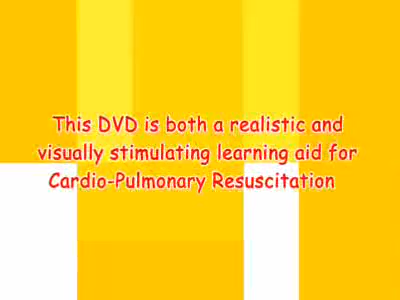 This DVD is both a realistic and
visually stimulating learning aid for
Cardio-Pulmonary Resuscitation